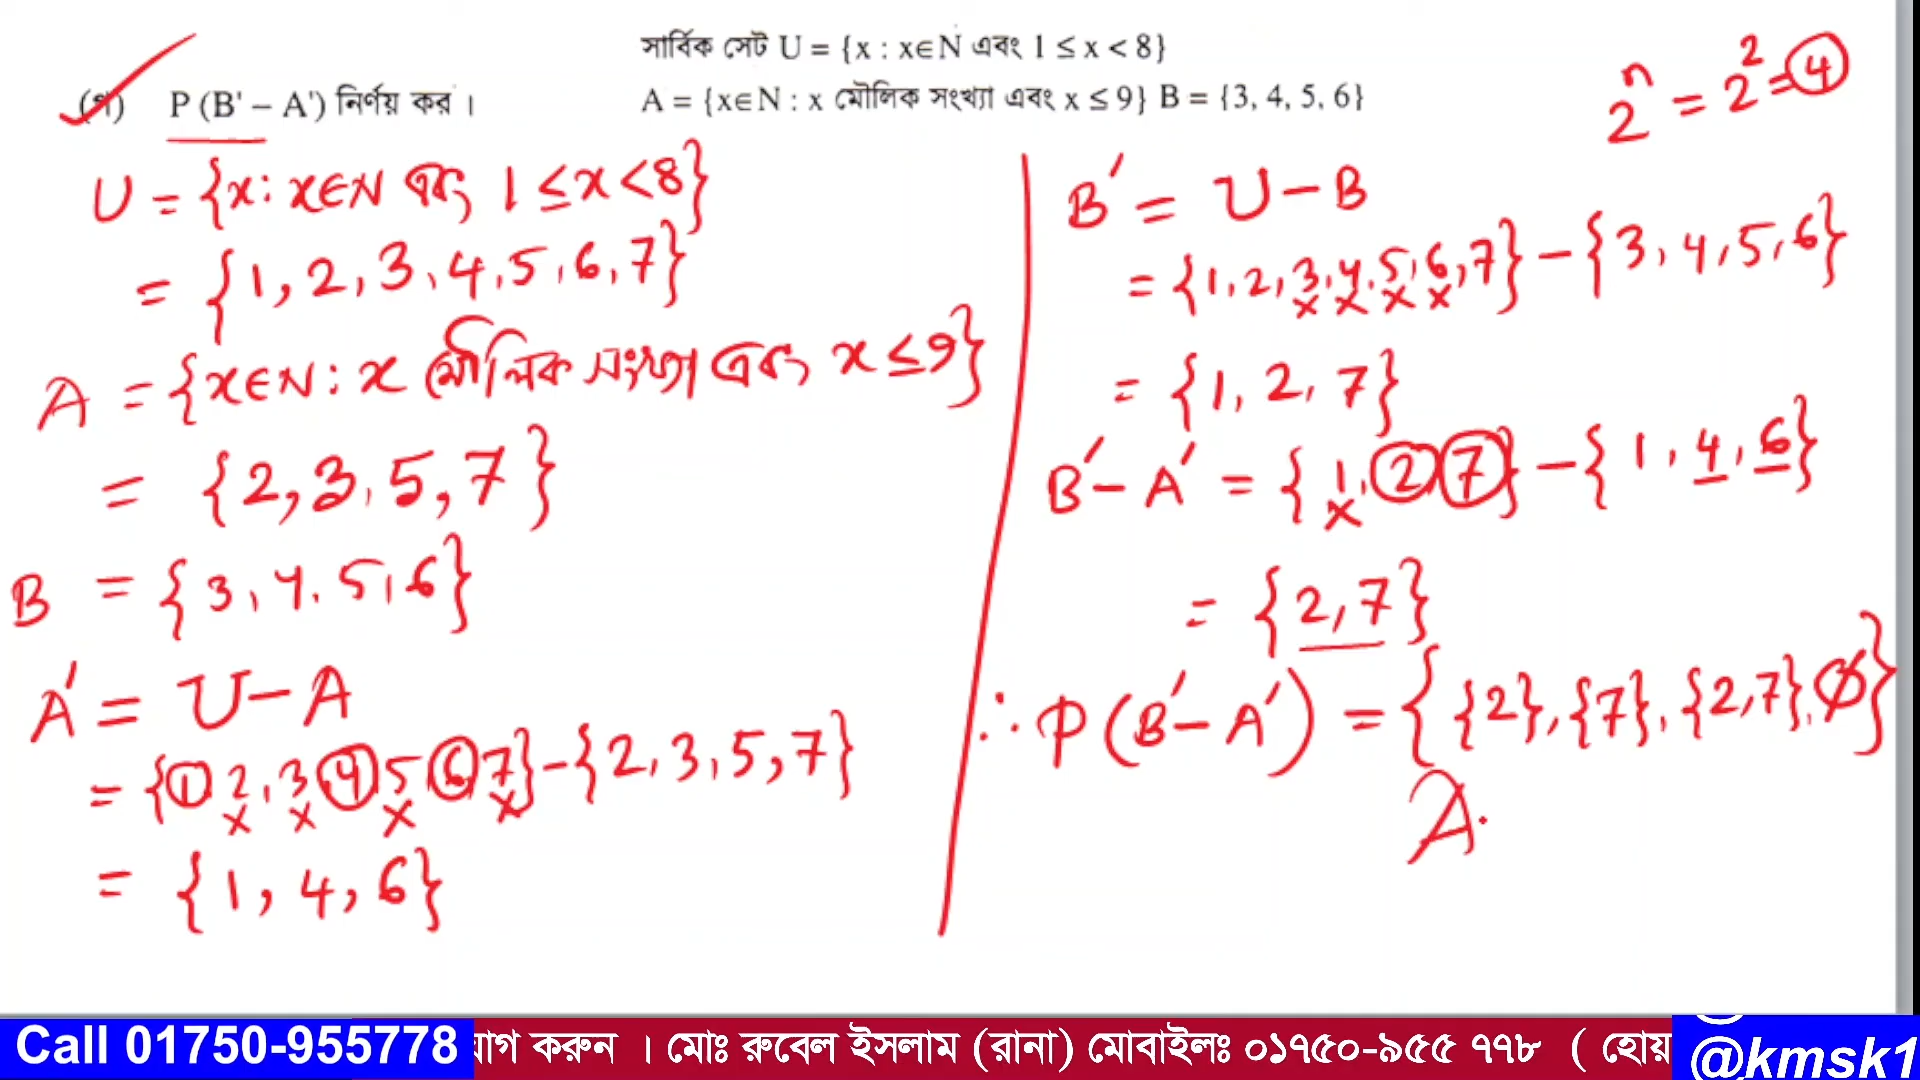 সার্বিক সেট U = {x : x∈N এবং 1 ≤ x < 8}
(গ) P (B' – A') নির্ণয় কর ।
A = {x∈N : x মৌলিক সংখ্যা এবং x ≤ 9} B = {3, 4, 5, 6}
2ⁿ = 2² = 4
U = {x : x∈N এবং 1 ≤ x < 8}
= {1, 2, 3, 4, 5, 6, 7}
A = {x∈N : x মৌলিক সংখ্যা এবং x ≤ 9}
= {2, 3, 5, 7}
B = {3, 4, 5, 6}
A' = U – A
= {1, 2, 3, 4, 5, 6, 7} – {2, 3, 5, 7}
= {1, 4, 6}
B' = U – B
= {1, 2, 3, 4, 5, 6, 7} – {3, 4, 5, 6}
= {1, 2, 7}
B' – A' = {1, 2, 7} – {1, 4, 6}
= {2, 7}
∴ P (B' – A') = {{2}, {7}, {2, 7}, Ø}
A.
Call 01750-955778
যোগ করুন । মোঃ রুবেল ইসলাম (রানা) মোবাইলঃ ০১৭৫০-৯৫৫ ৭৭৮ ( হোয়
@kmsk1